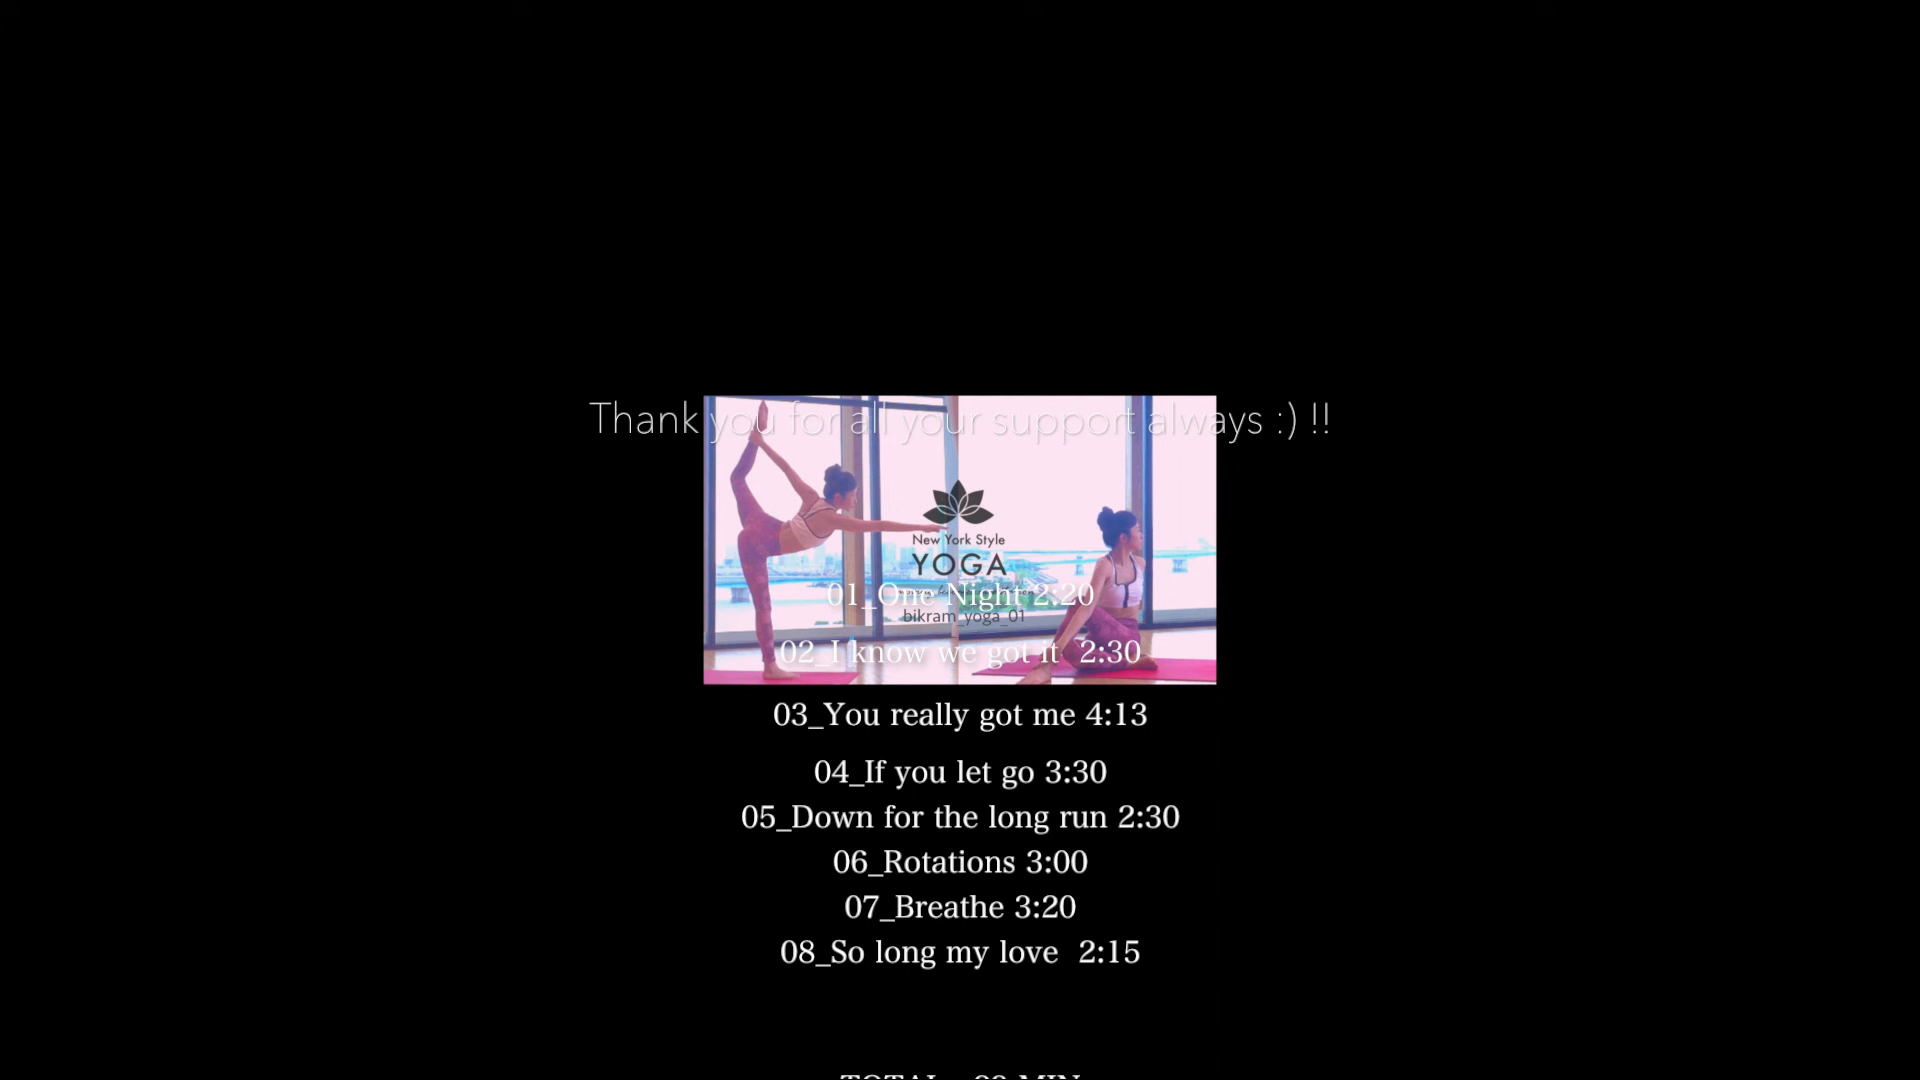 Thank you for all your support always :) !!
New York Style
YOGA
01_One Night 2:20
bikram_yoga_01
02_I know we got it  2:30
03_You really got me 4:13
04_If you let go 3:30
05_Down for the long run 2:30
06_Rotations 3:00
07_Breathe 3:20
08_So long my love  2:15